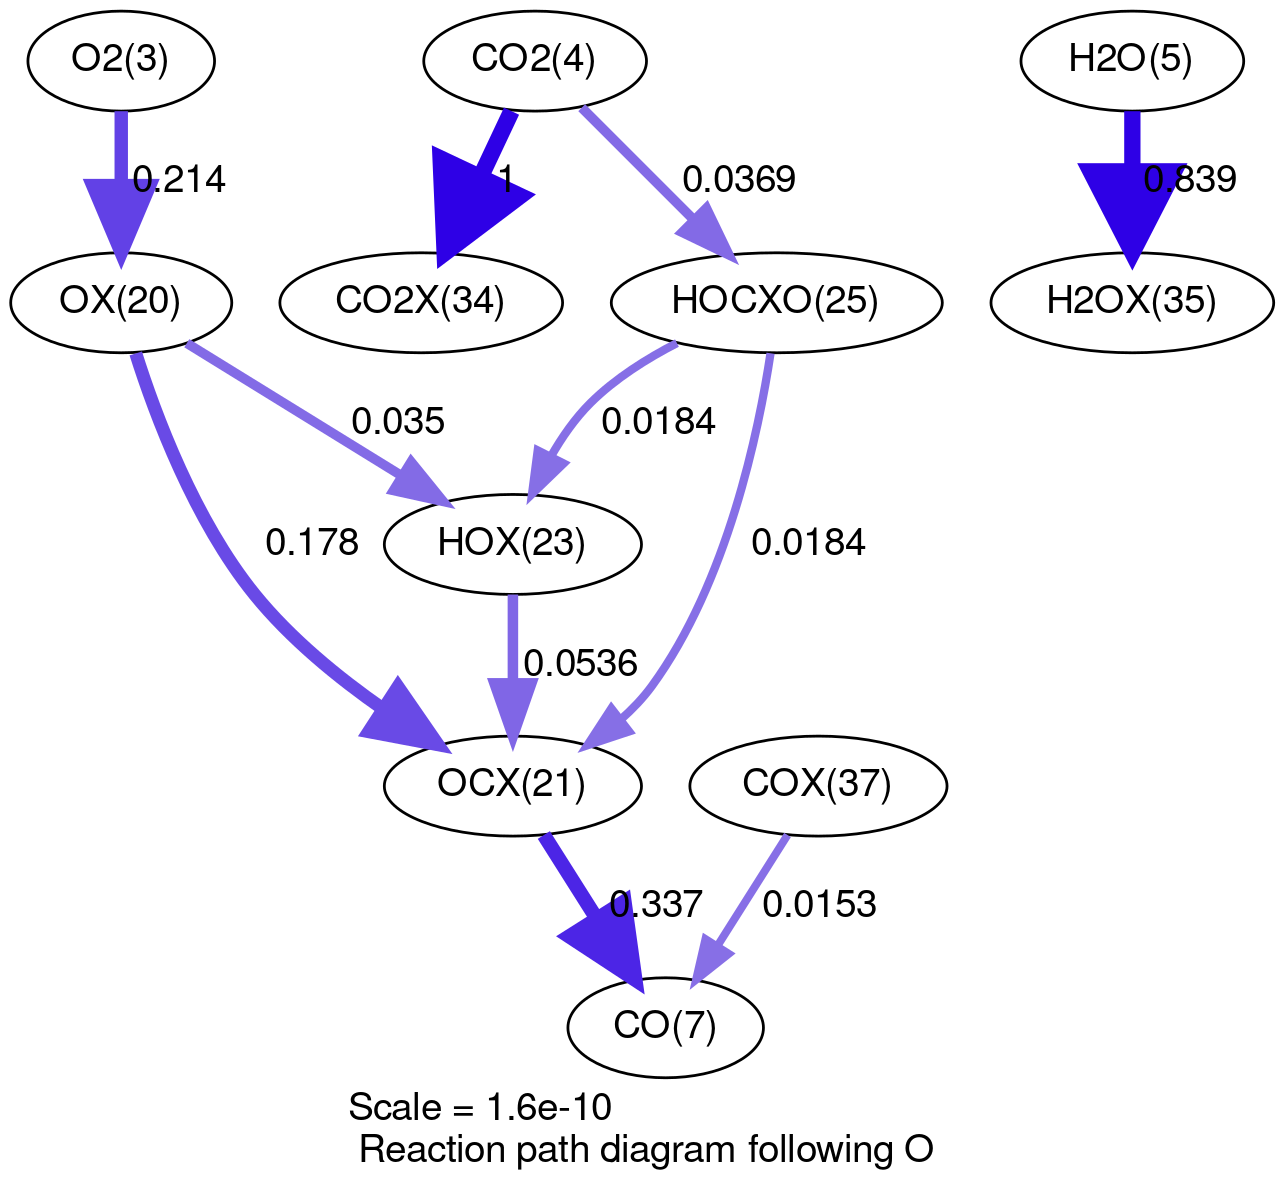 O2(3)
CO2(4)
H2O(5)
0.214
1
0.0369
0.839
OX(20)
CO2X(34)
HOCXO(25)
H2OX(35)
0.035
0.0184
0.178
HOX(23)
0.0184
0.0536
OCX(21)
COX(37)
0.337
0.0153
CO(7)
Scale = 1.6e-10
Reaction path diagram following O